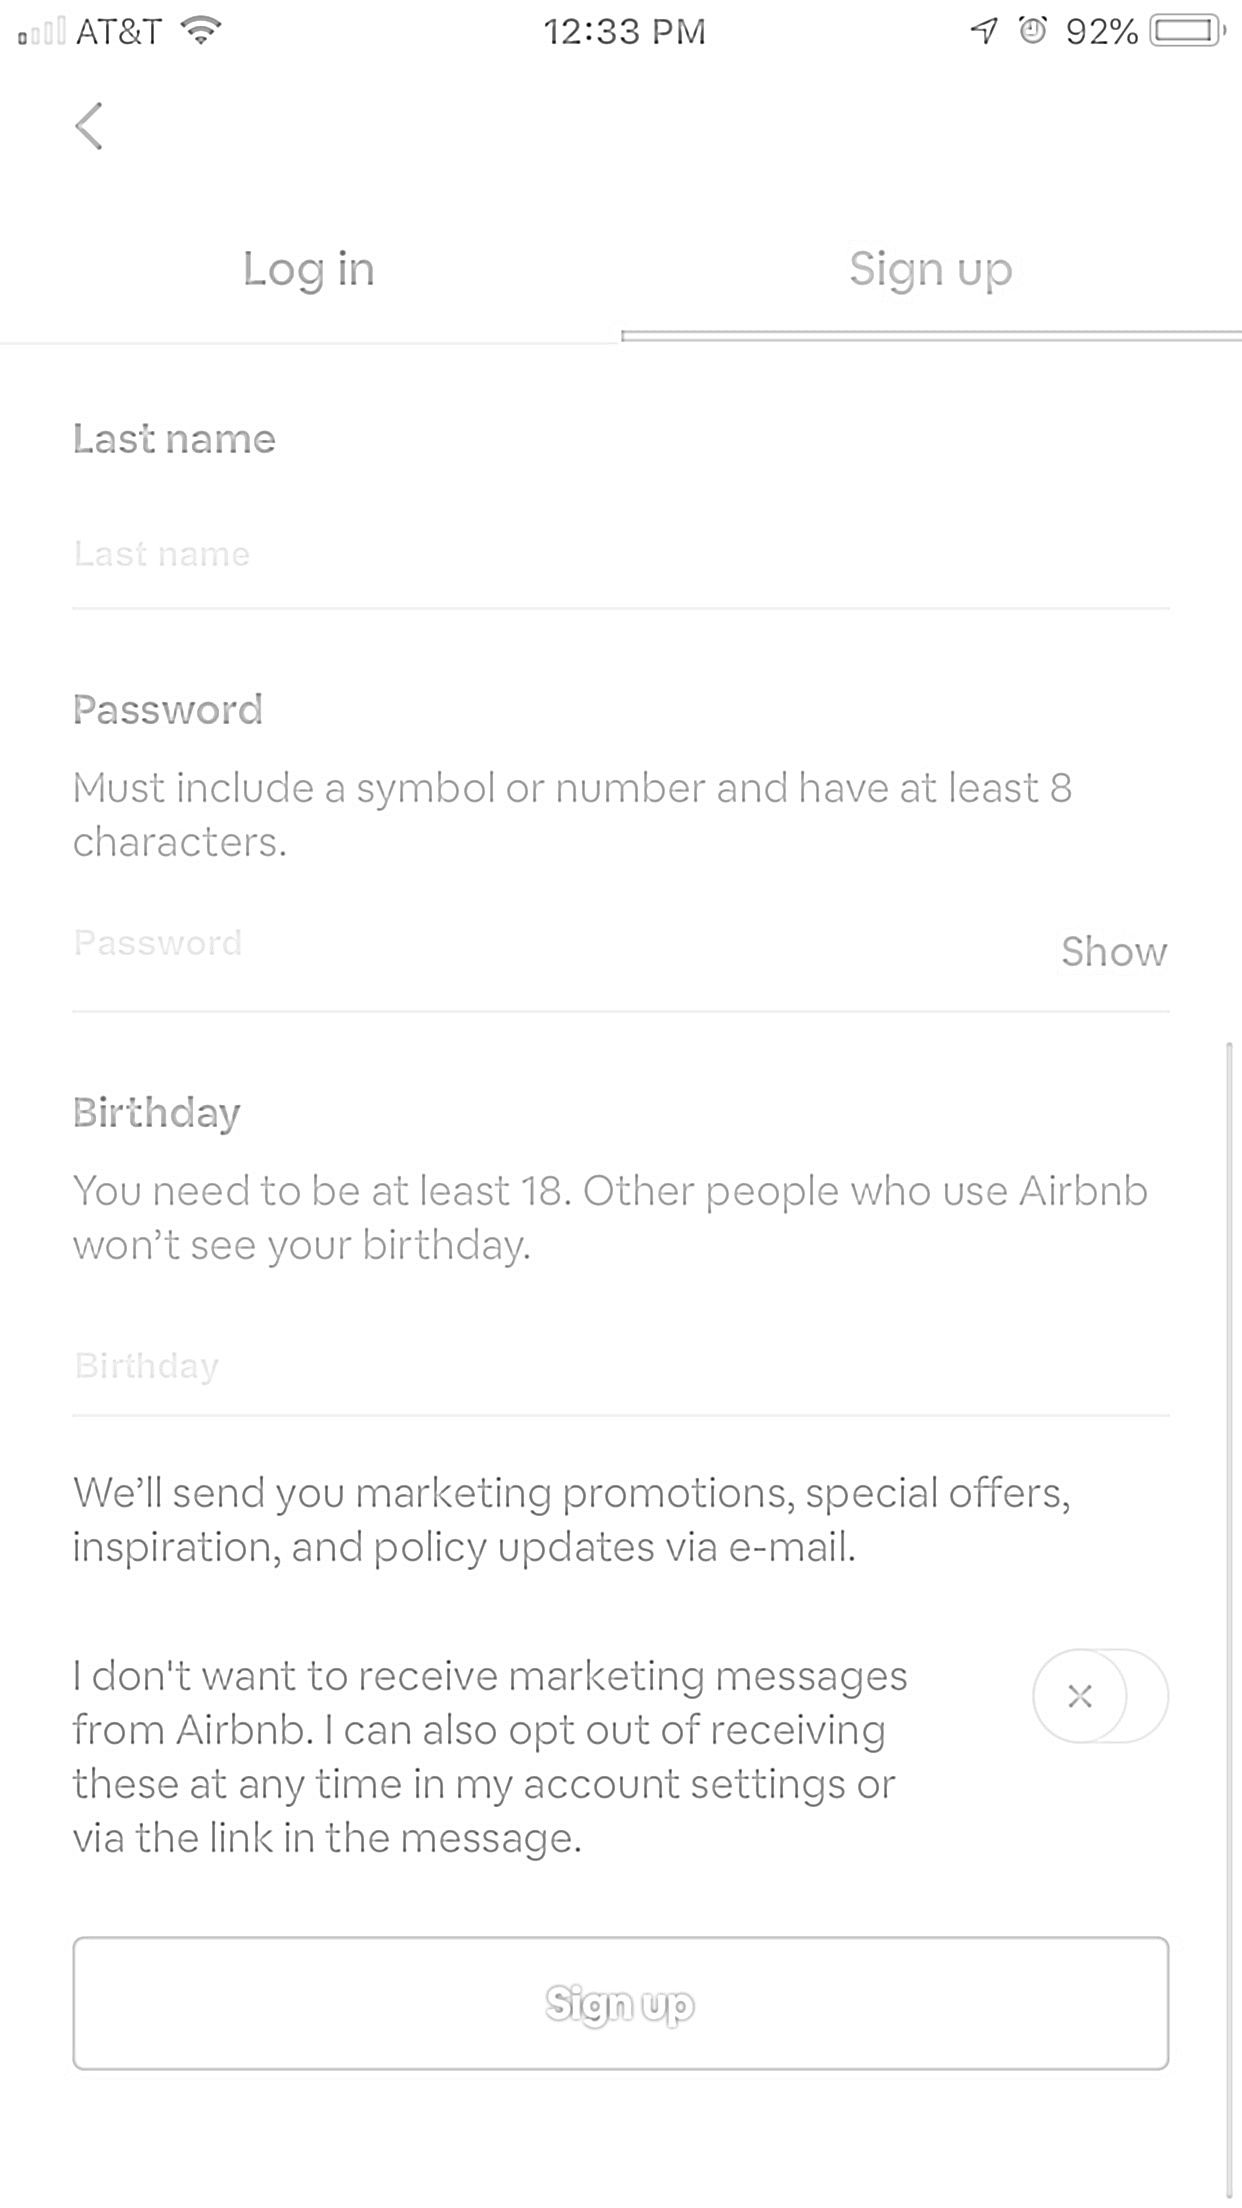 AT&T 12:33 PM 92%
Log in Sign up
Last name
Last name
Password
Must include a symbol or number and have at least 8
characters.
Password Show
Birthday
You need to be at least 18. Other people who use Airbnb
won’t see your birthday.
Birthday
We’ll send you marketing promotions, special offers,
inspiration, and policy updates via e-mail.
I don't want to receive marketing messages
from Airbnb. I can also opt out of receiving
these at any time in my account settings or
via the link in the message.
Sign up